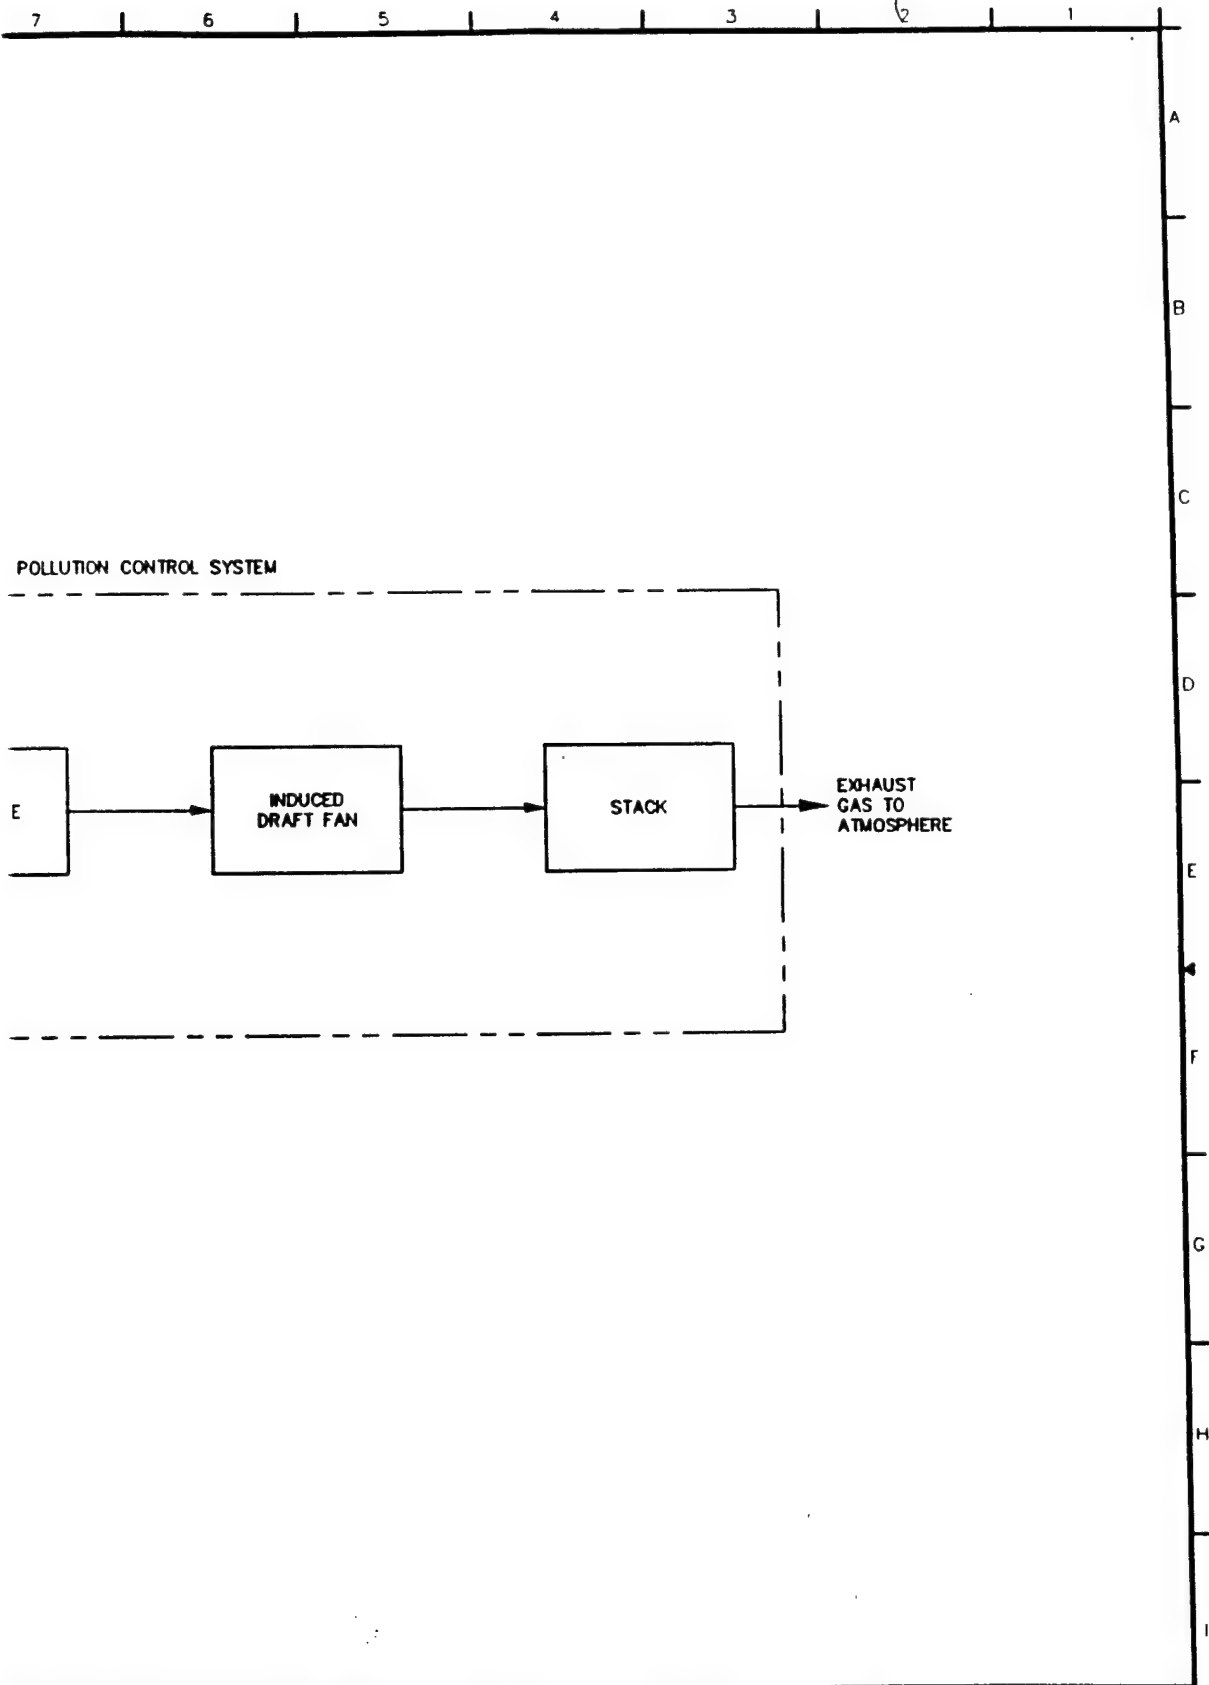 7 6 5 4 3 2 1
A
B
C
POLLUTION CONTROL SYSTEM
D
E
INDUCED
DRAFT FAN
STACK
EXHAUST
GAS TO
ATMOSPHERE
E
F
G
H
I